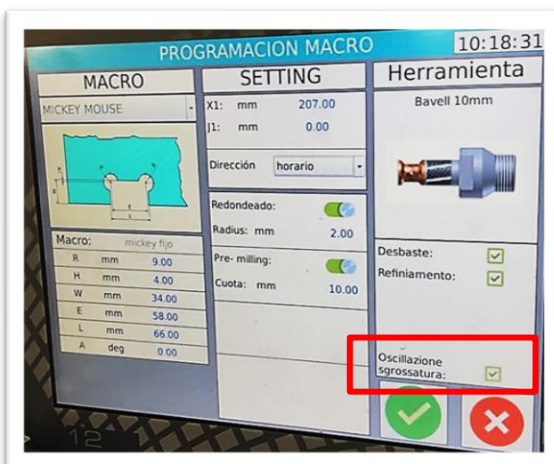 PROGRAMACION MACRO
10:18:31
MACRO
MICKEY MOUSE
Macro: mickey fijo
R mm 9.00
H mm 4.00
W mm 34.00
E mm 58.00
L mm 66.00
A deg 0.00
SETTING
X1: mm 207.00
J1: mm 0.00
Dirección horario
Redondeado:
Radius: mm 2.00
Pre- milling:
Cuota: mm 10.00
Herramienta
Bavell 10mm
Desbaste:
Refiniamento:
Oscillazione
sgrossatura:
12